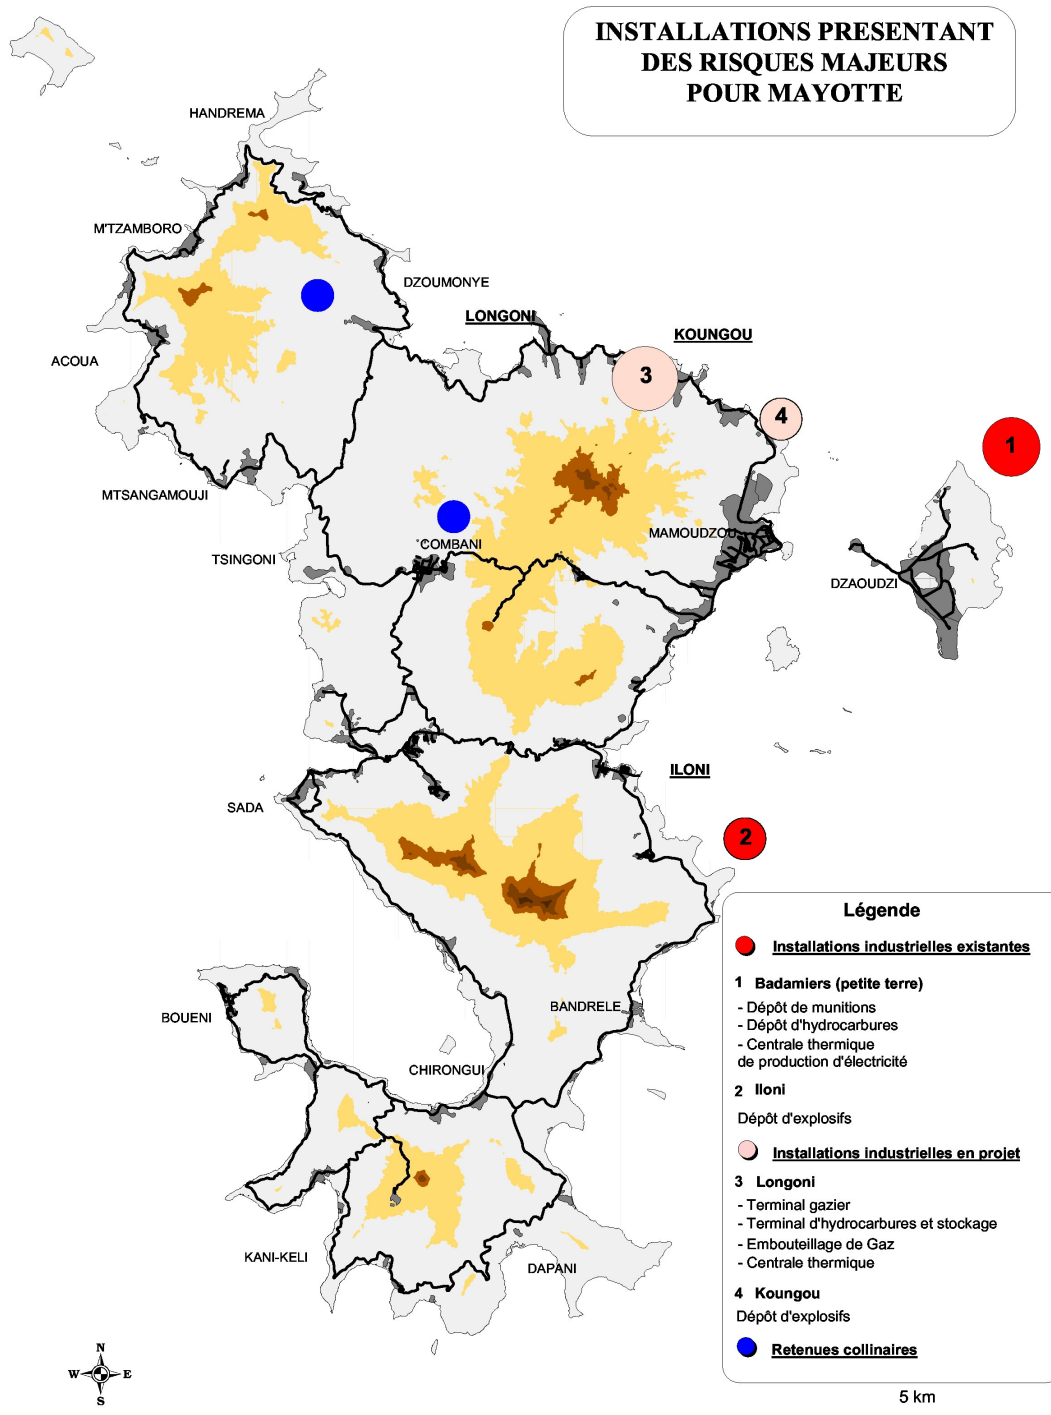 INSTALLATIONS PRESENTANT
DES RISQUES MAJEURS
POUR MAYOTTE
HANDREMA
M'TZAMBORO
DZOUMONYE
LONGONI
KOUNGOU
ACOUA
3
4
1
MTSANGAMOUJI
MAMOUDZOU
COMBANI
TSINGONI
DZAOUDZI
ILONI
SADA
2
BANDRELE
BOUENI
CHIRONGUI
KANI-KELI
DAPANI
Légende
Installations industrielles existantes
1 Badamiers (petite terre)
- Dépôt de munitions
- Dépôt d'hydrocarbures
- Centrale thermique
de production d'électricité
2 Iloni
Dépôt d'explosifs
Installations industrielles en projet
3 Longoni
- Terminal gazier
- Terminal d'hydrocarbures et stockage
- Embouteillage de Gaz
- Centrale thermique
4 Koungou
Dépôt d'explosifs
Retenues collinaires
N
W E
S
5 km